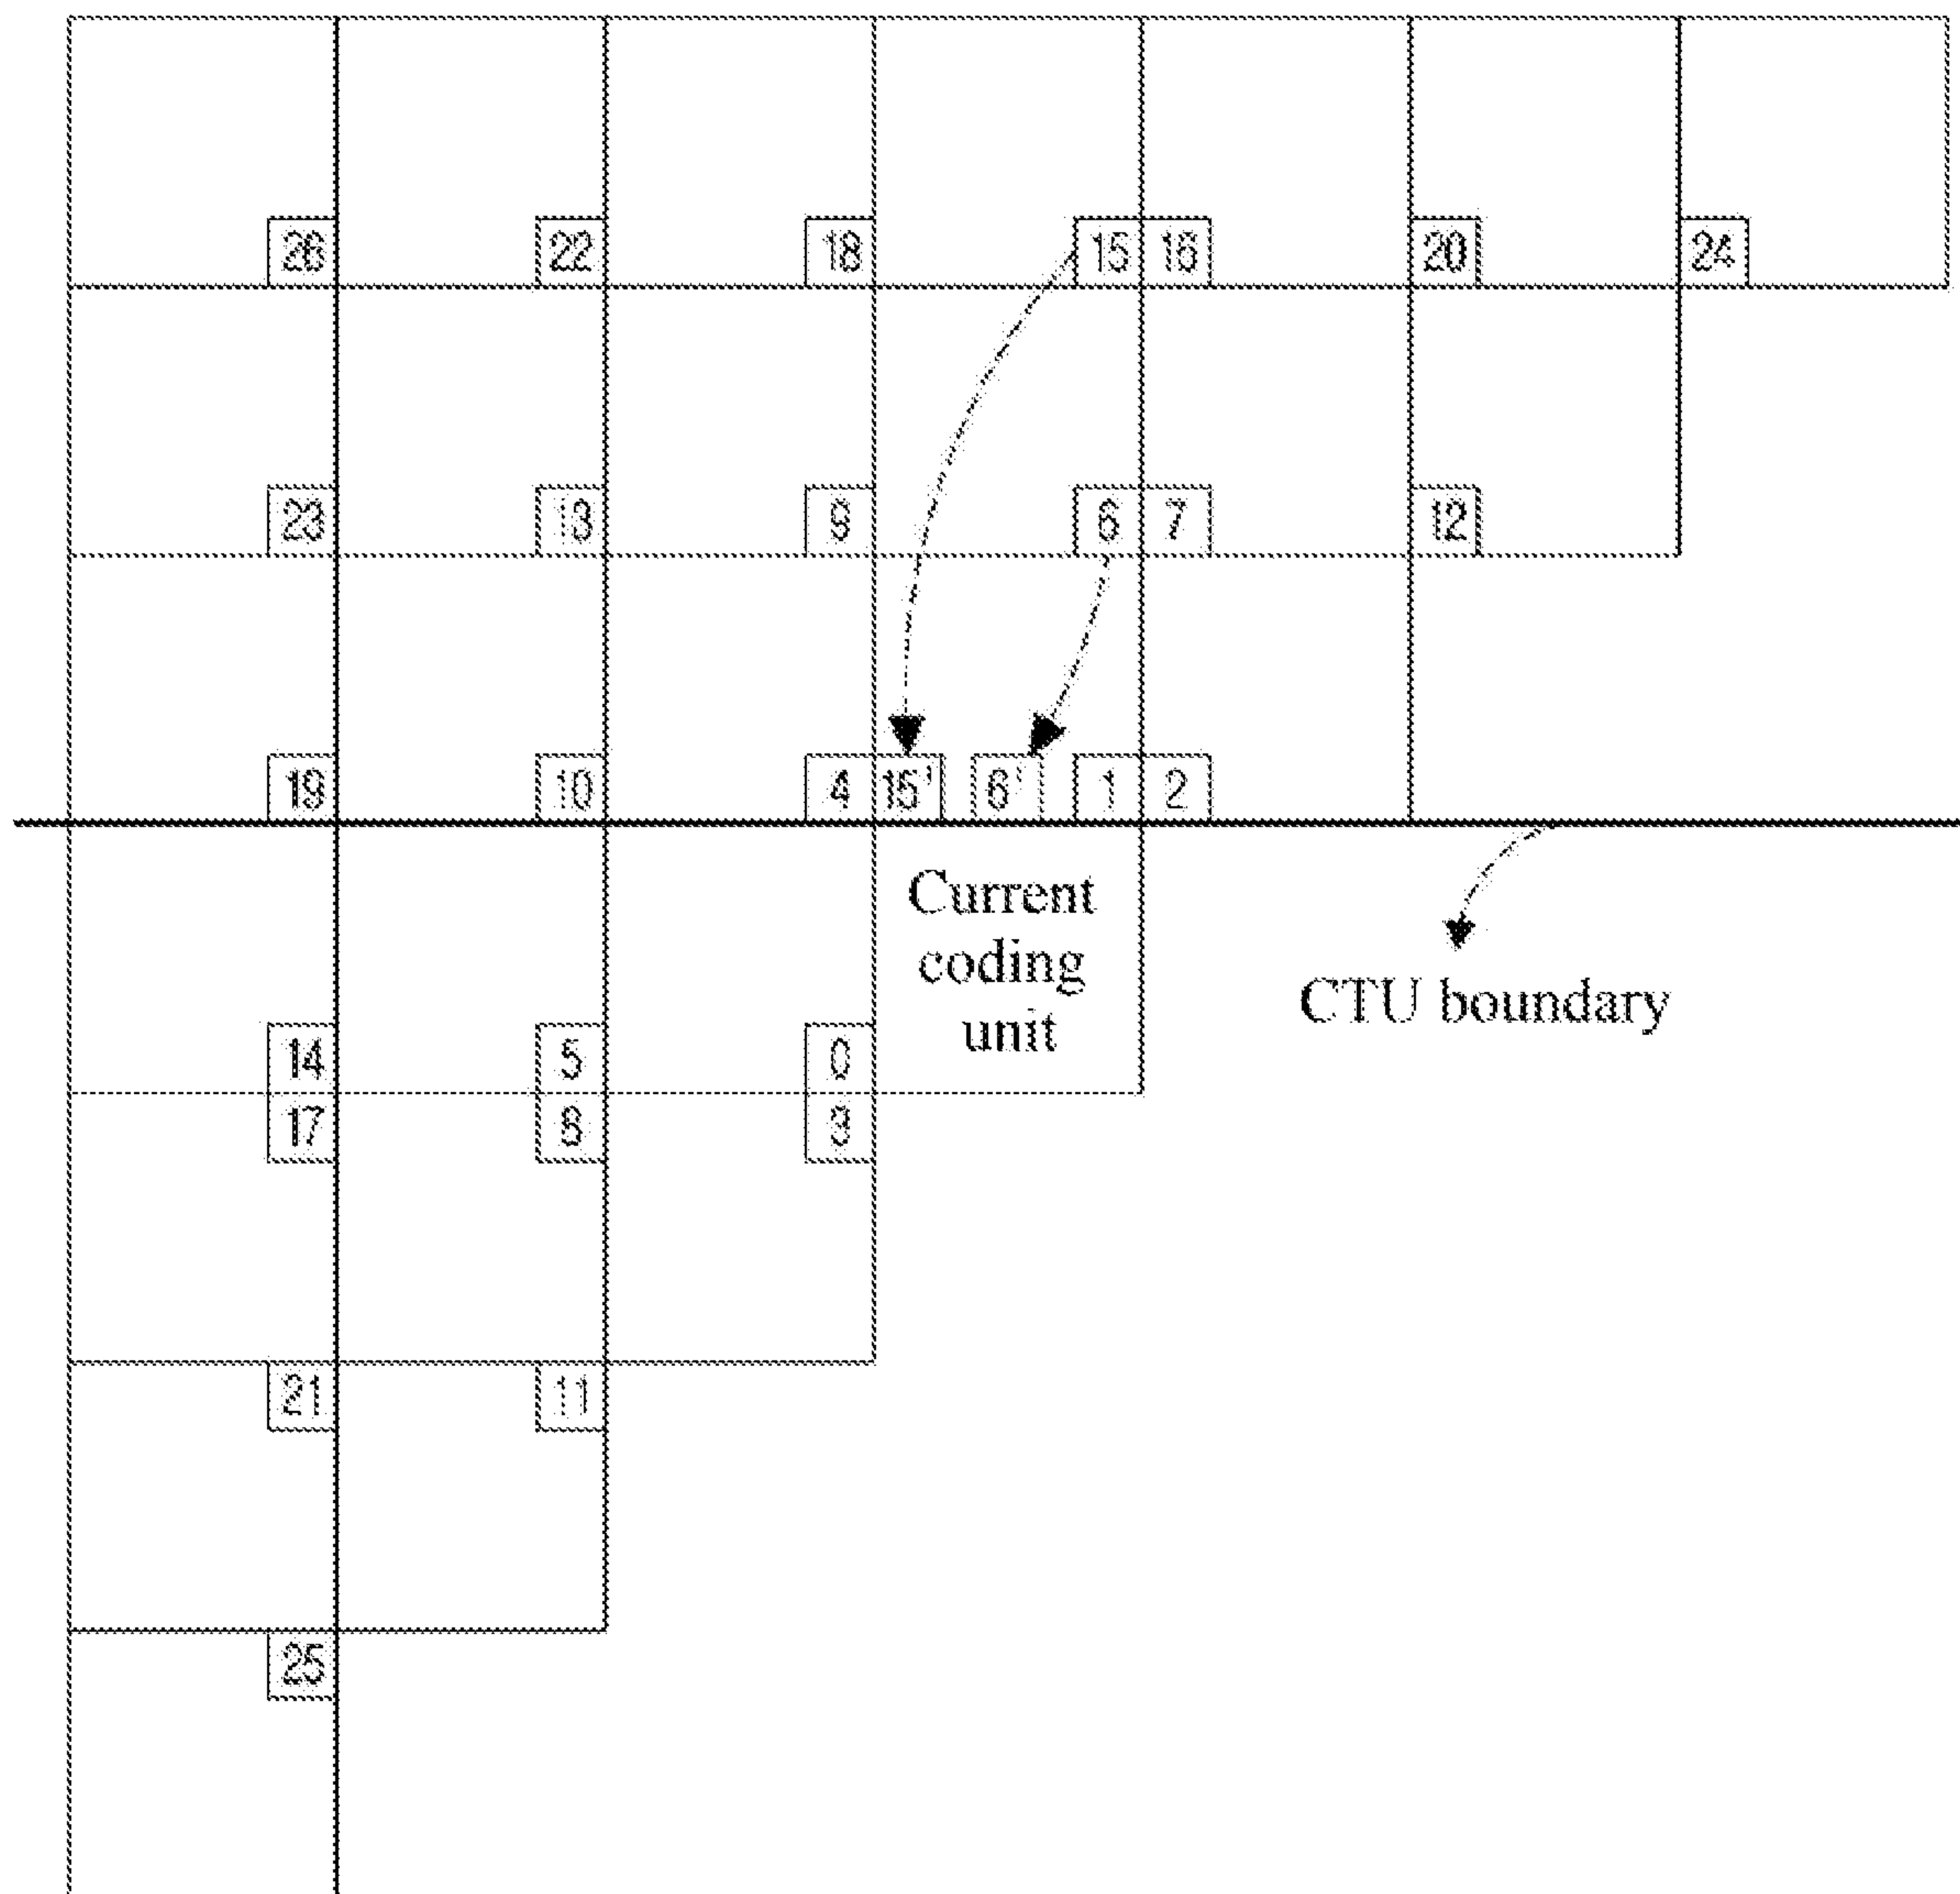 26 22 18 15 16 20 24
23 13 9 6 7 12
19 10 4 15' 6' 1 2
Current
coding
unit
CTU boundary
14 5 0
17 8 3
21 11
25